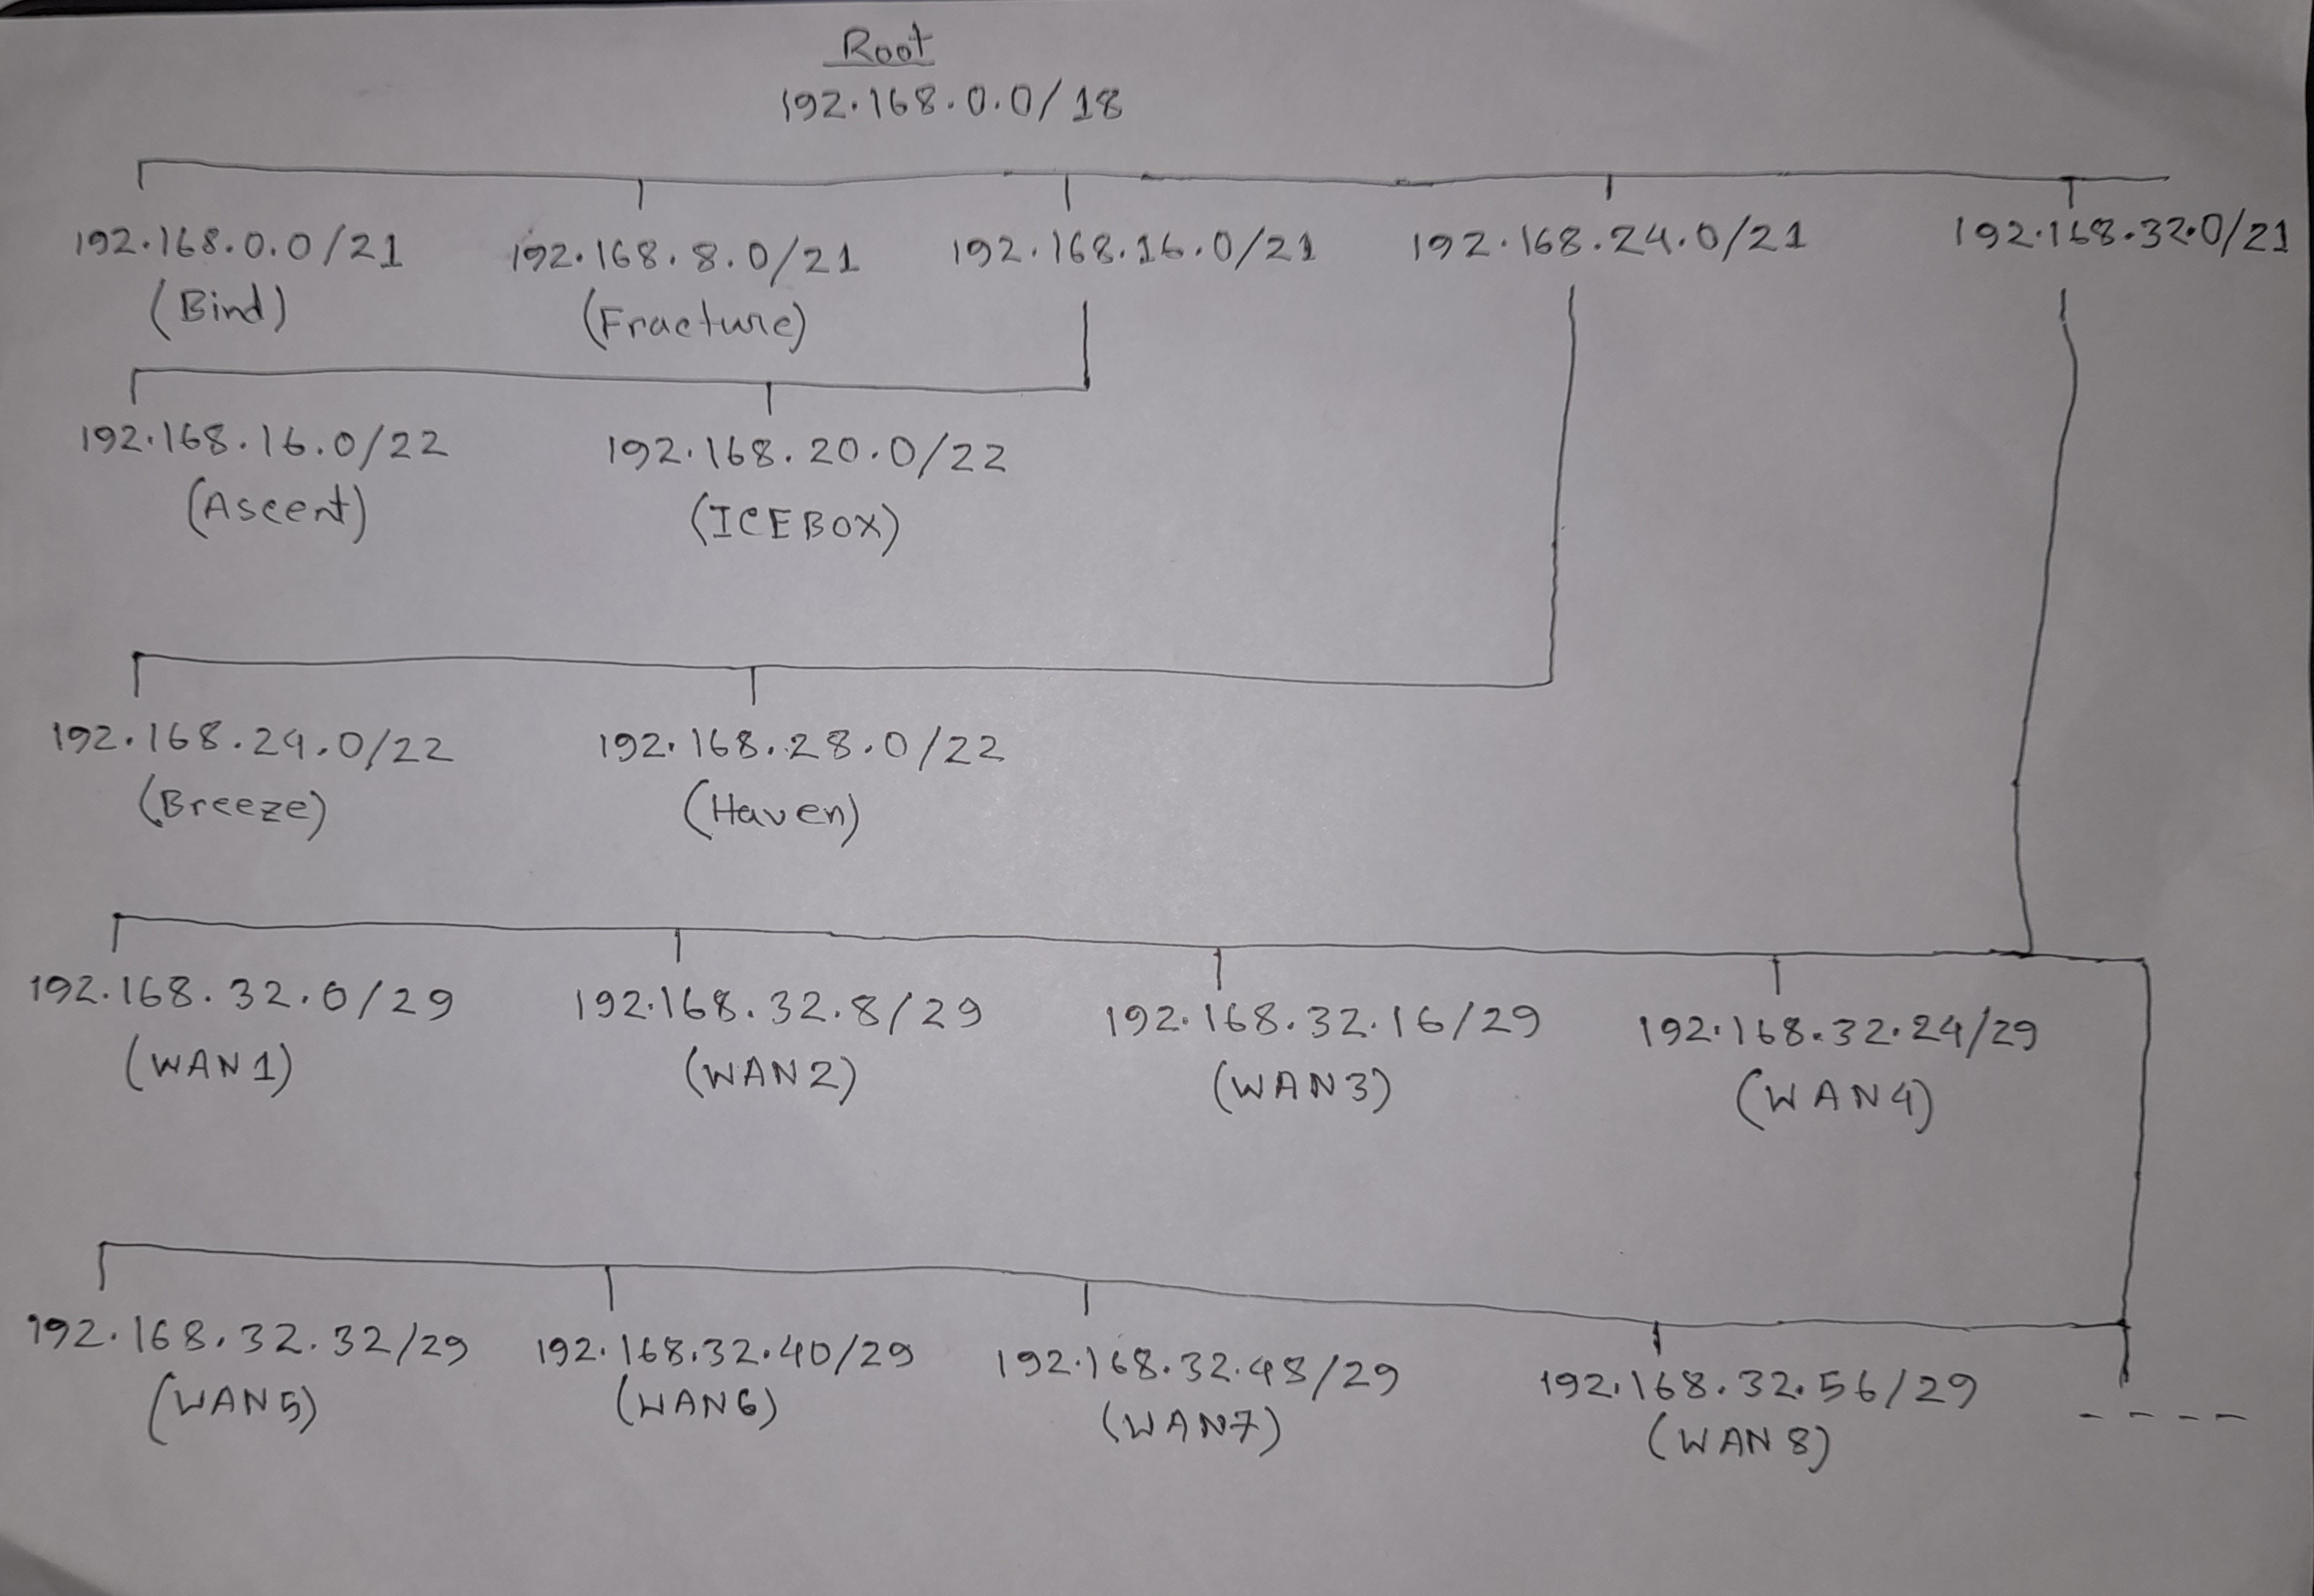 Root
192.168.0.0/18
192.168.0.0/21 192.168.8.0/21 192.168.16.0/21 192.168.24.0/21 192.168.32.0/21
(Bind) (Fracture)
192.168.16.0/22 192.168.20.0/22
(Ascent) (ICEBOX)
192.168.24.0/22 192.168.28.0/22
(Breeze) (Haven)
192.168.32.0/29 192.168.32.8/29 192.168.32.16/29 192.168.32.24/29
(WAN1) (WAN2) (WAN3) (WAN4)
192.168.32.32/29 192.168.32.40/29 192.168.32.48/29 192.168.32.56/29 ----
(WAN5) (WAN6) (WAN7) (WAN8)